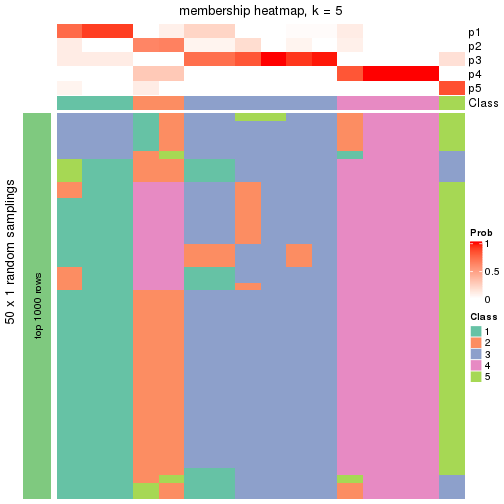 membership heatmap, k = 5
p1
p2
p3
p4
p5
Class
50 x 1 random samplings
top 1000 rows
Prob
1
0.5
0
Class
1
2
3
4
5